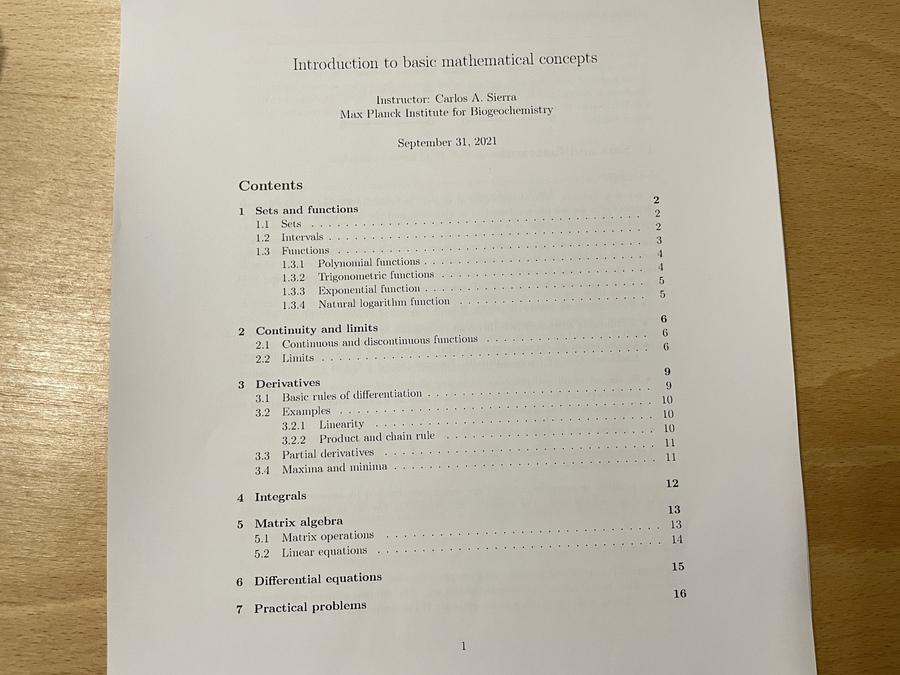 Introduction to basic mathematical concepts
Instructor: Carlos A. Sierra
Max Planck Institute for Biogeochemistry
September 31, 2021
Contents
1 Sets and functions 2
1.1 Sets . . . . . . . . . . . . . . . . . . . . . . . . . . . . . . 2
1.2 Intervals . . . . . . . . . . . . . . . . . . . . . . . . . . . . 2
1.3 Functions . . . . . . . . . . . . . . . . . . . . . . . . . . . 3
1.3.1 Polynomial functions . . . . . . . . . . . . . . . . . . . . 4
1.3.2 Trigonometric functions . . . . . . . . . . . . . . . . . . . 4
1.3.3 Exponential function . . . . . . . . . . . . . . . . . . . . 5
1.3.4 Natural logarithm function . . . . . . . . . . . . . . . . . 5
2 Continuity and limits 6
2.1 Continuous and discontinuous functions . . . . . . . . . . . . 6
2.2 Limits . . . . . . . . . . . . . . . . . . . . . . . . . . . . . 6
3 Derivatives 9
3.1 Basic rules of differentiation . . . . . . . . . . . . . . . . . 9
3.2 Examples . . . . . . . . . . . . . . . . . . . . . . . . . . . 10
3.2.1 Linearity . . . . . . . . . . . . . . . . . . . . . . . . . . 10
3.2.2 Product and chain rule . . . . . . . . . . . . . . . . . . . 10
3.3 Partial derivatives . . . . . . . . . . . . . . . . . . . . . . 11
3.4 Maxima and minima . . . . . . . . . . . . . . . . . . . . . . 11
4 Integrals 12
5 Matrix algebra 13
5.1 Matrix operations . . . . . . . . . . . . . . . . . . . . . . . 13
5.2 Linear equations . . . . . . . . . . . . . . . . . . . . . . . 14
6 Differential equations 15
7 Practical problems 16
1